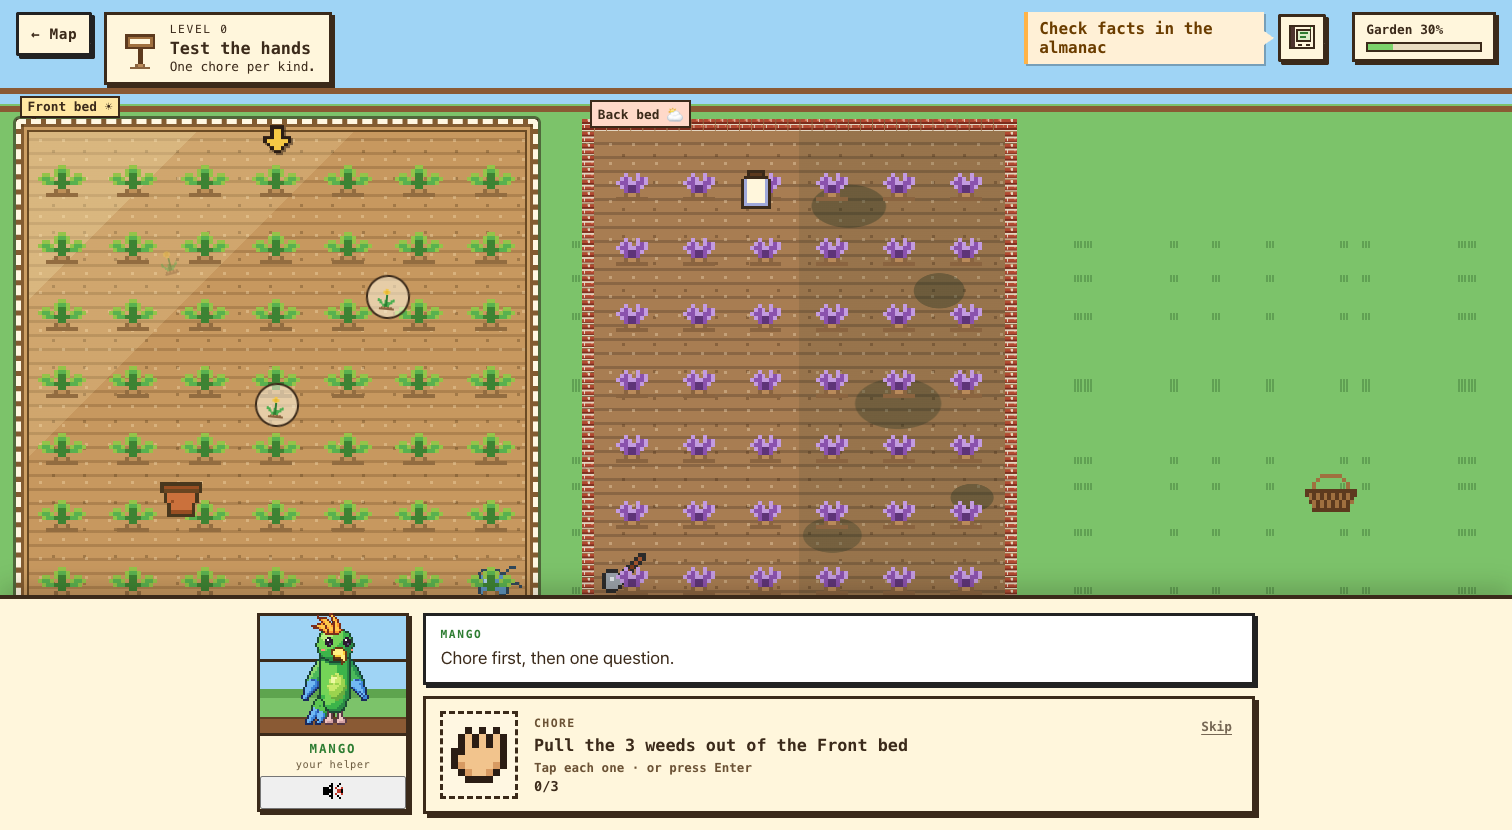 ← Map
LEVEL 0
Test the hands
One chore per kind.
Check facts in the
almanac
Garden 30%
Front bed ☀
Back bed ⛅
MANGO
your helper
MANGO
Chore first, then one question.
CHORE
Pull the 3 weeds out of the Front bed
Tap each one · or press Enter
0/3
Skip